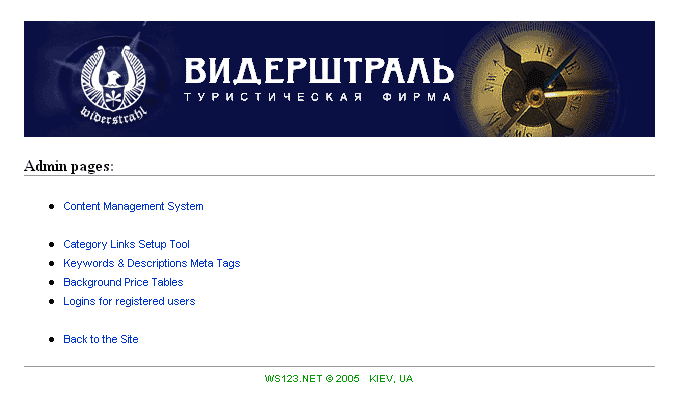 widerstrahl
ВИДЕРШТРАЛЬ
ТУРИСТИЧЕСКАЯ ФИРМА
NW
NE
E
W
SW
Admin pages:
Content Management System
Category Links Setup Tool
Keywords & Descriptions Meta Tags
Background Price Tables
Logins for registered users
Back to the Site
WS123.NET © 2005 KIEV, UA